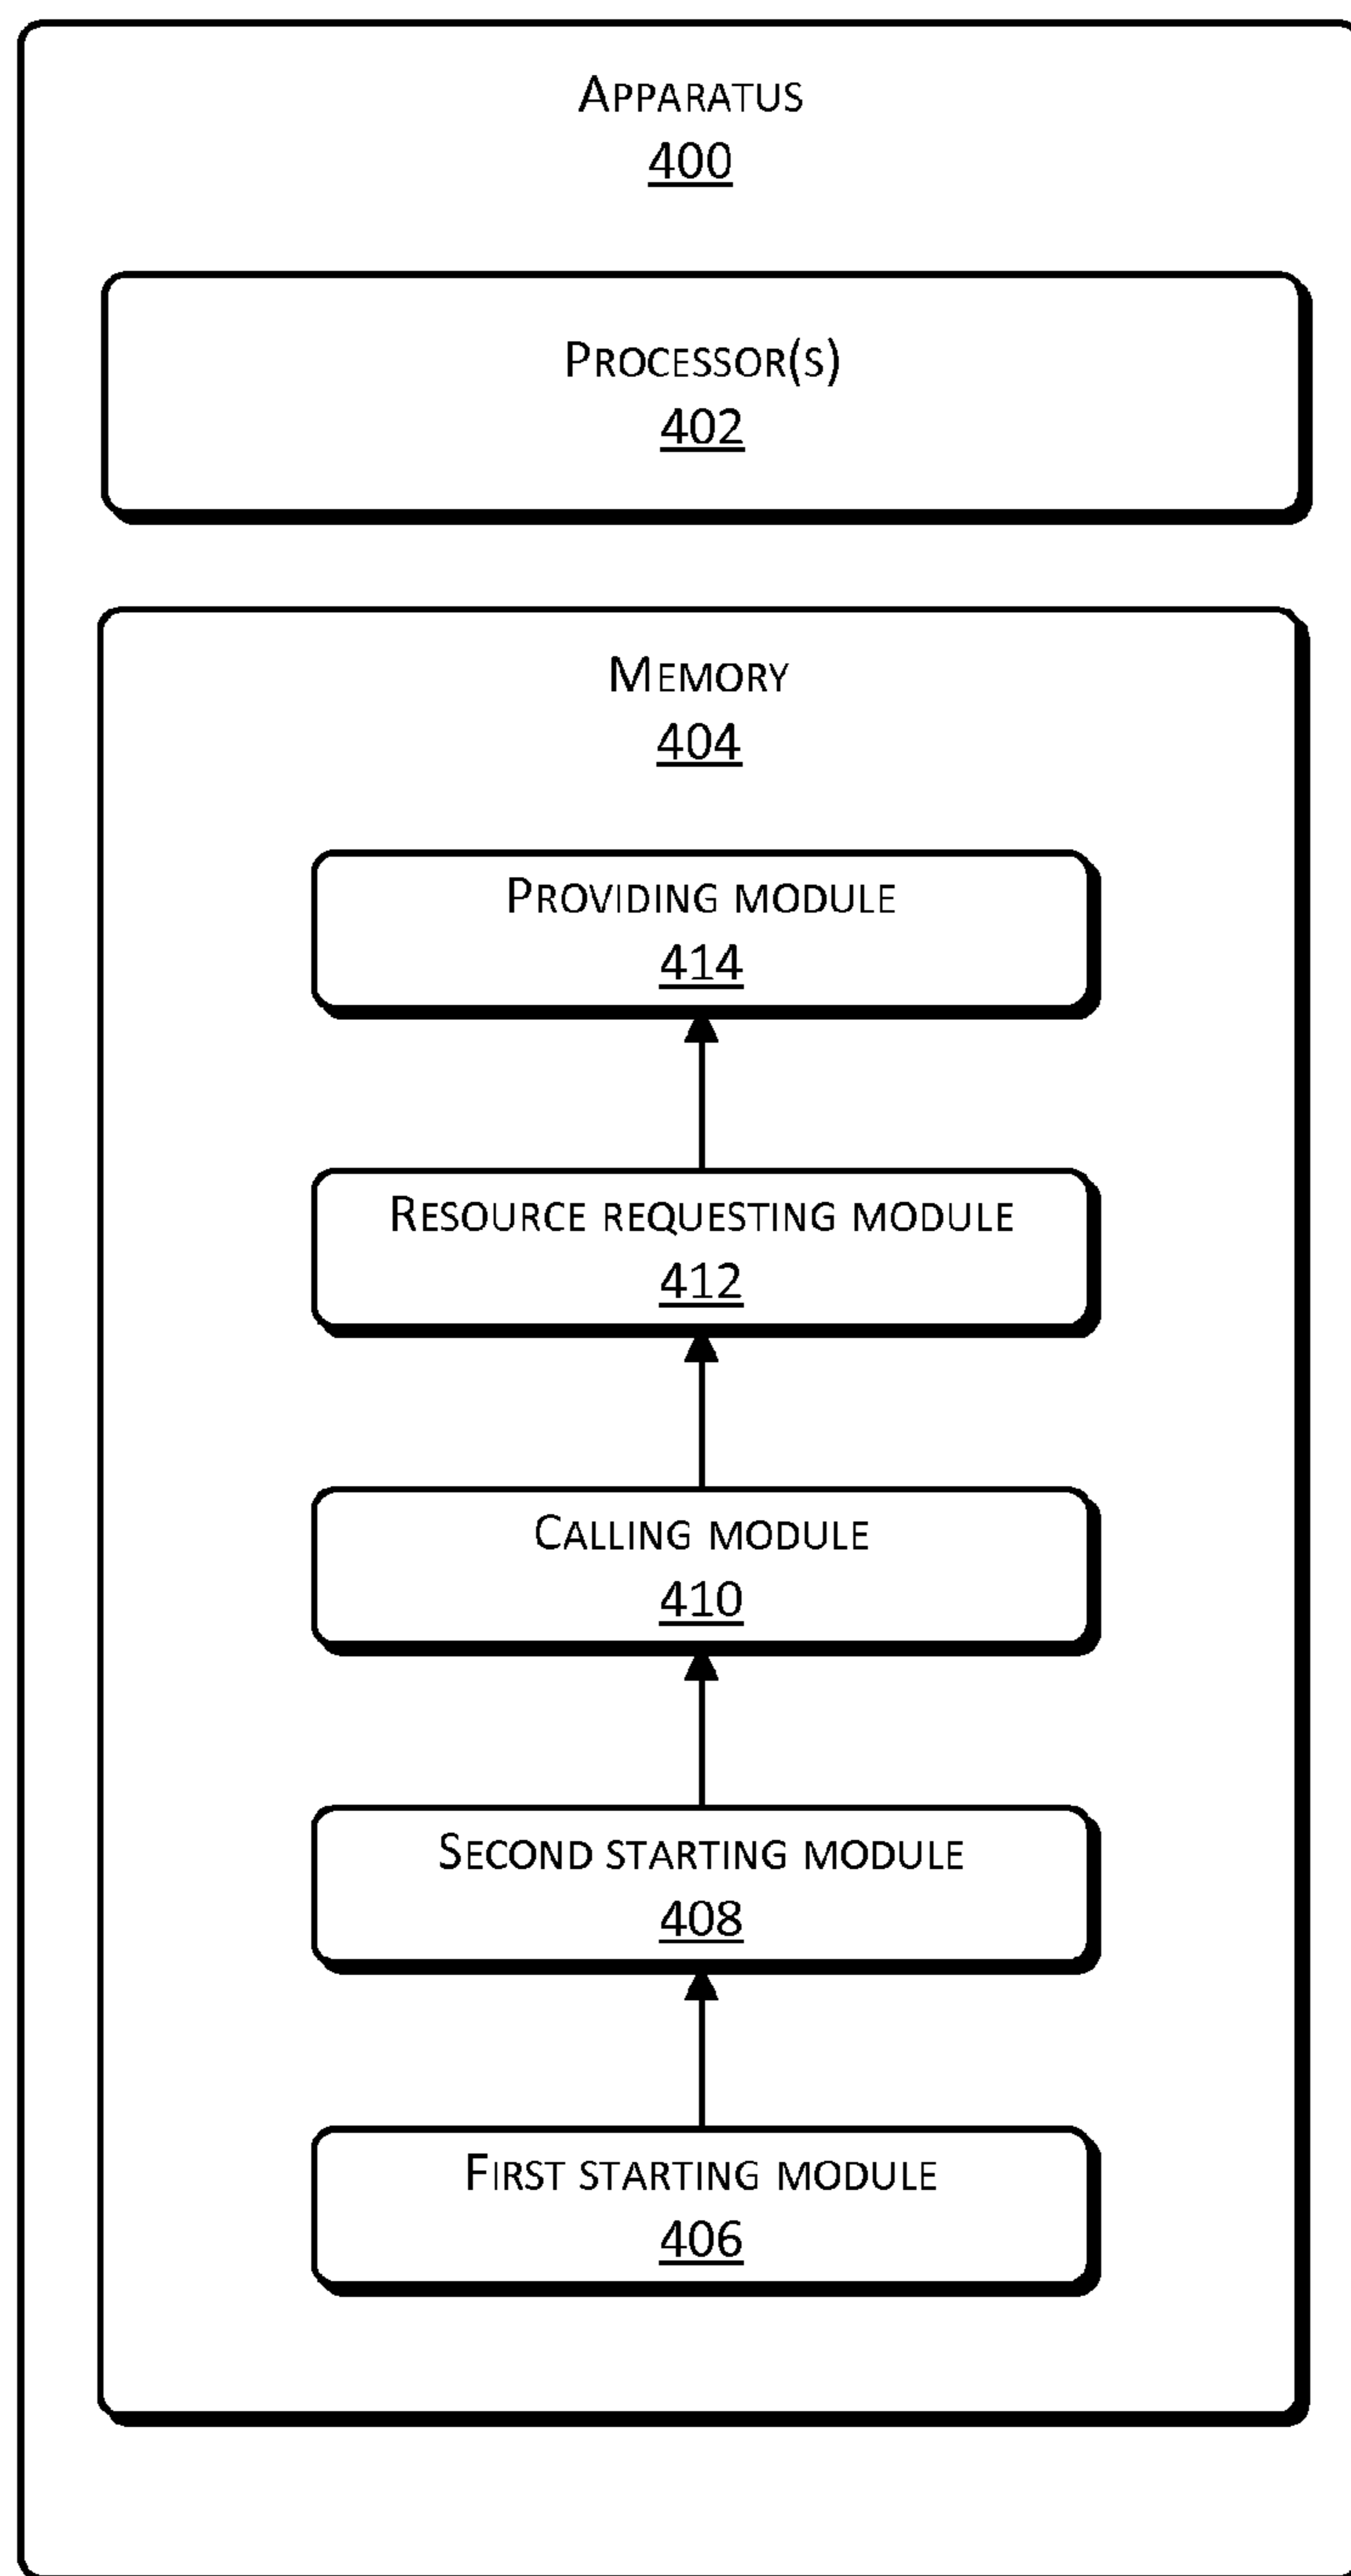 APPARATUS
400
PROCESSOR(S)
402
MEMORY
404
PROVIDING MODULE
414
RESOURCE REQUESTING MODULE
412
CALLING MODULE
410
SECOND STARTING MODULE
408
FIRST STARTING MODULE
406